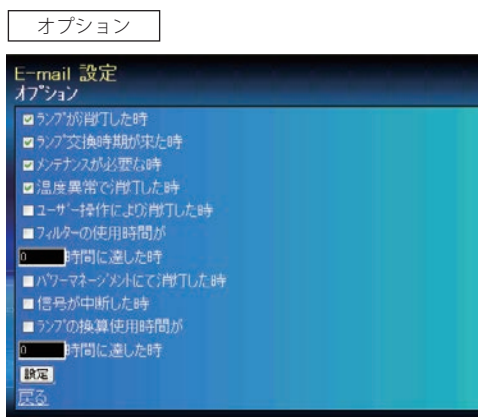 オプション
E-mail 設定
オプション
ランプが消灯した時
ランプ交換時期が来た時
メンテナンスが必要な時
温度異常で消灯した時
ユーザー操作により消灯した時
フィルターの使用時間が
0 時間に達した時
パワーマネージメントにて消灯した時
信号が中断した時
ランプの換算使用時間が
0 時間に達した時
設定
戻る